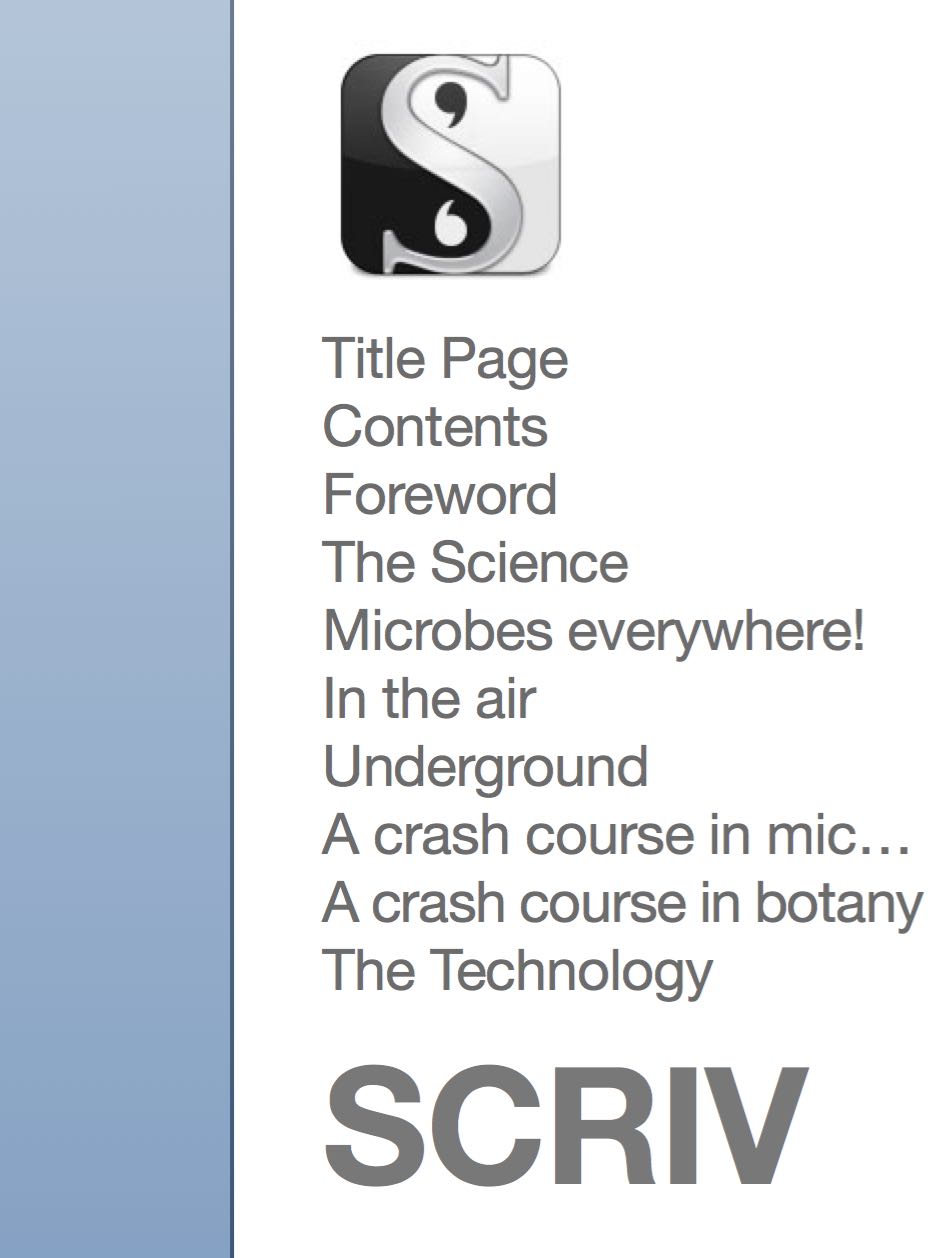 Title Page
Contents
Foreword
The Science
Microbes everywhere!
In the air
Underground
A crash course in mic…
A crash course in botany
The Technology
SCRIV